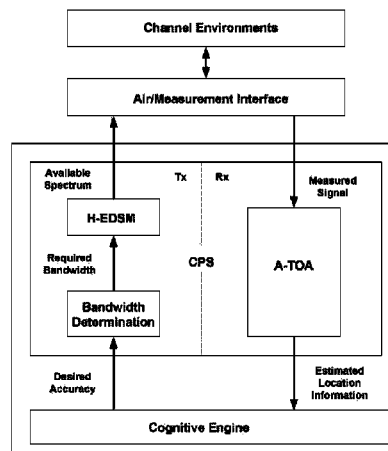 Channel Environments
Air/Measurement Interface
Available
Spectrum
Tx
Rx
Measured
Signal
H-EDSM
Required
Bandwidth
CPS
A-TOA
Bandwidth
Determination
Desired
Accuracy
Estimated
Location
Information
Cognitive Engine